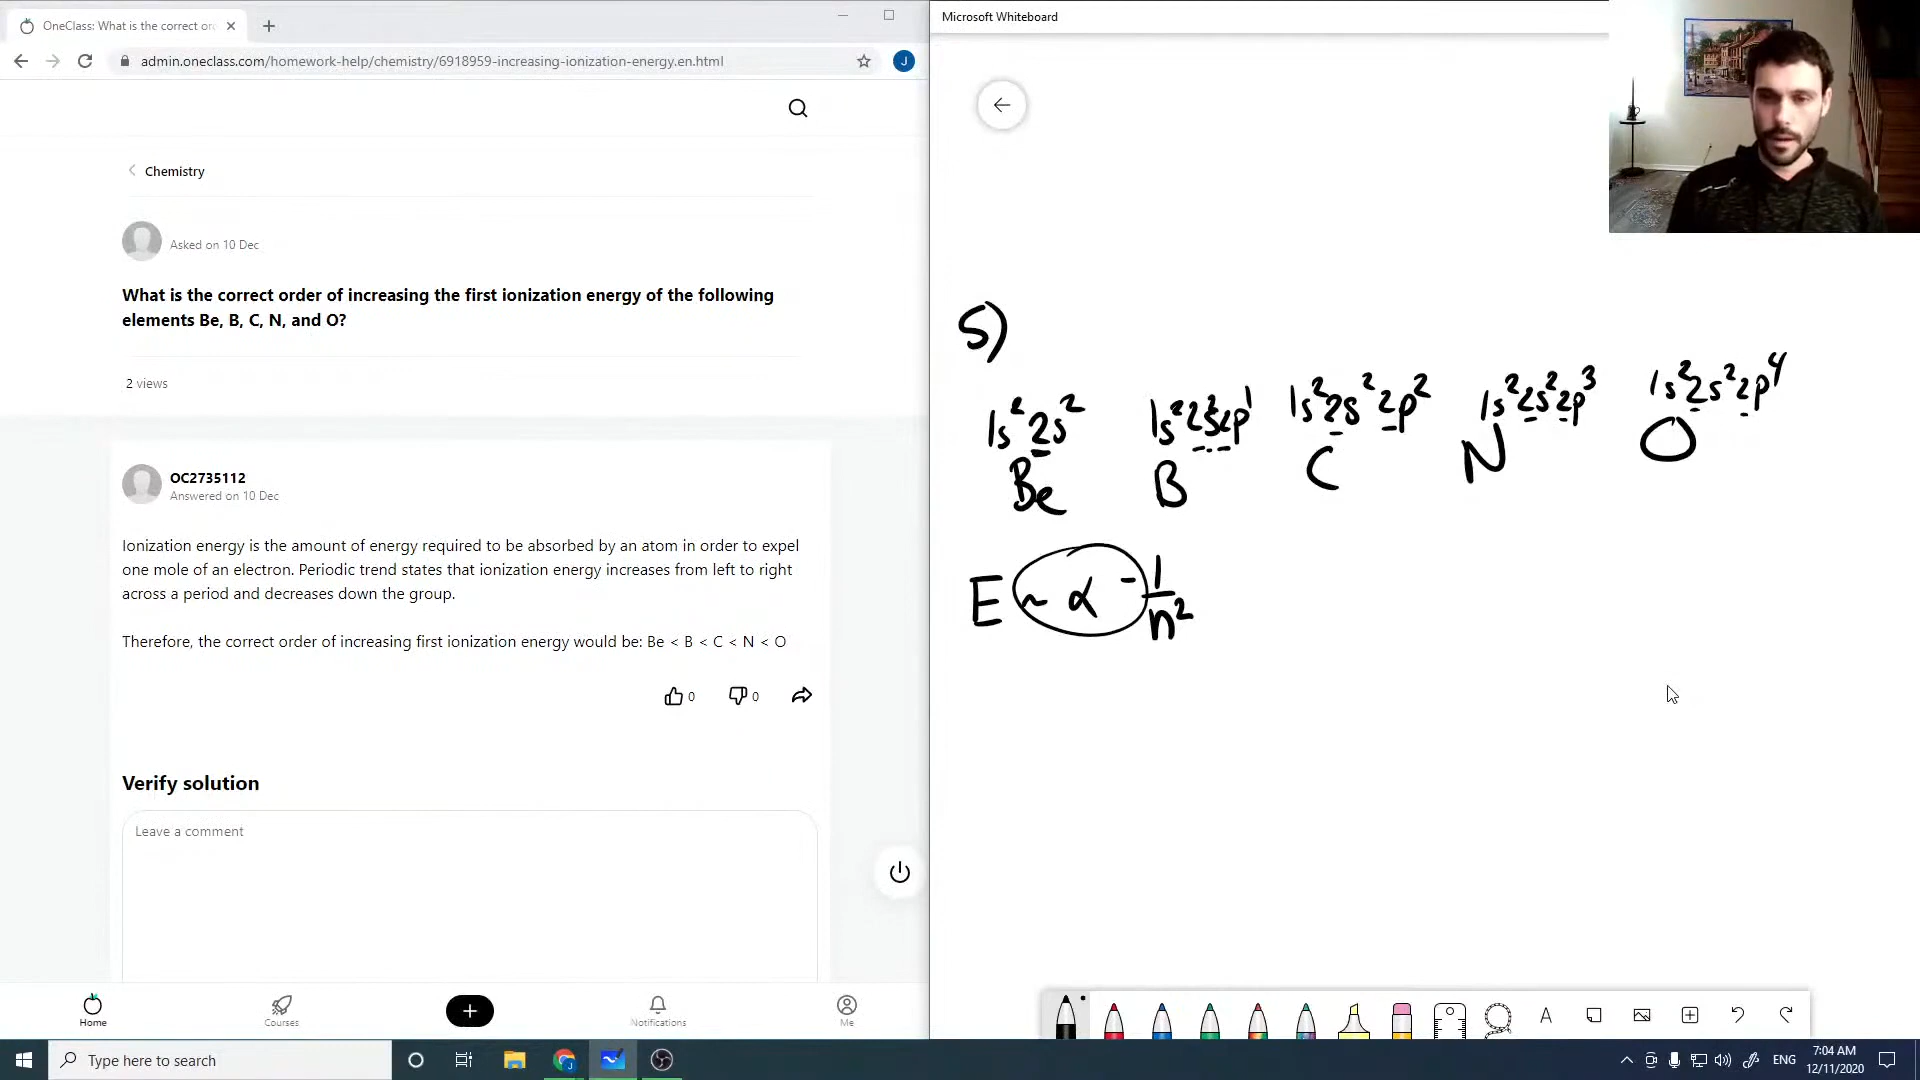 OneClass: What is the correct or
admin.oneclass.com/homework-help/chemistry/6918959-increasing-ionization-energy.en.html
J
Chemistry
Asked on 10 Dec
What is the correct order of increasing the first ionization energy of the following
elements Be, B, C, N, and O?
2 views
OC2735112
Answered on 10 Dec
Ionization energy is the amount of energy required to be absorbed by an atom in order to expel
one mole of an electron. Periodic trend states that ionization energy increases from left to right
across a period and decreases down the group.
Therefore, the correct order of increasing first ionization energy would be: Be < B < C < N < O
0 0
Verify solution
Leave a comment
Home Courses Notifications Me
Microsoft Whiteboard
5)
1s²2s² 1s²2s²2p¹ 1s²2s²2p² 1s²2s²2p³ 1s²2s²2p⁴
Be B C N O
E ~ α -1/n²
A
Type here to search
ENG
7:04 AM
12/11/2020